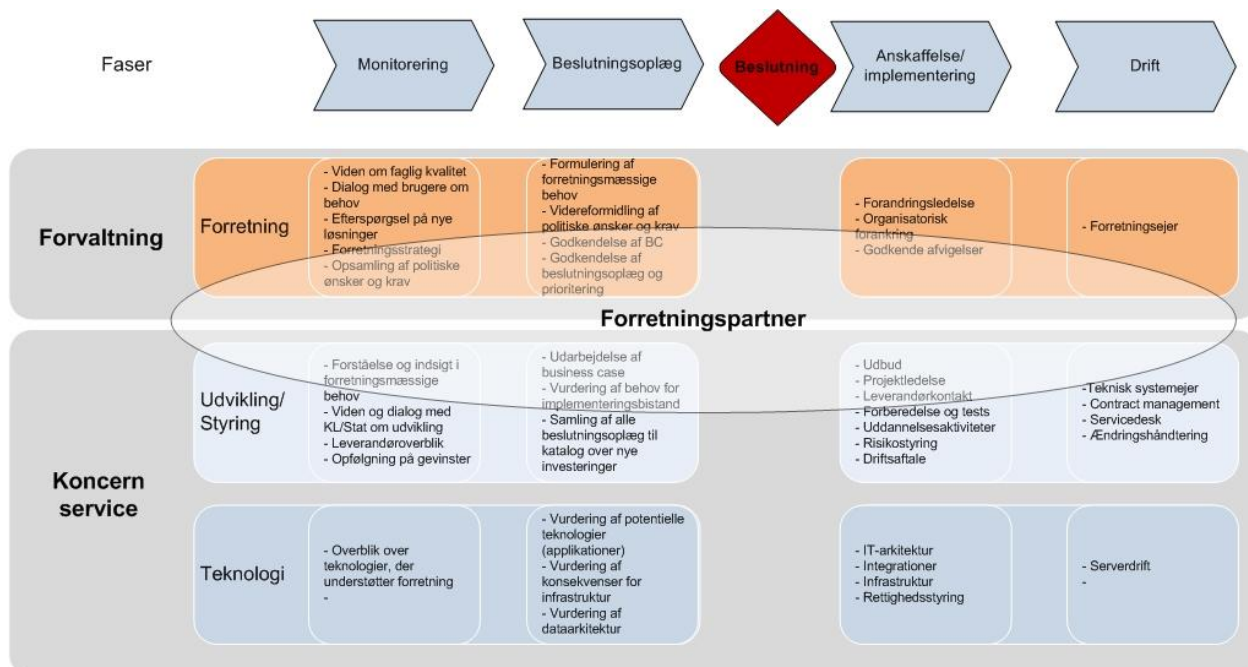 Faser
Monitorering
Beslutningsoplæg
Beslutning
Anskaffelse/
implementering
Drift
Forvaltning
Forretning
- Viden om faglig kvalitet
- Dialog med brugere om
behov
- Efterspørgsel på nye
løsninger
- Forretningsstrategi
- Opsamling af politiske
ønsker og krav
- Formulering af
forretningsmæssige
behov
- Videreformidling af
politiske ønsker og krav
- Godkendelse af BC
- Godkendelse af
beslutningsoplæg og
prioritering
- Forandringsledelse
- Organisatorisk
forankring
- Godkende afvigelser
- Forretningsejer
Forretningspartner
Koncern
service
Udvikling/
Styring
- Forståelse og indsigt i
forretningsmæssige
behov
- Viden og dialog med
KL/Stat om udvikling
- Leverandøroverblik
- Opfølgning på gevinster
- Udarbejdelse af
business case
- Vurdering af behov for
implementeringsbistand
- Samling af alle
beslutningsoplæg til
katalog over nye
investeringer
- Udbud
- Projektledelse
- Leverandørkontakt
- Forberedelse og tests
- Uddannelsesaktiviteter
- Risikostyring
- Driftsaftale
-Teknisk systemejer
- Contract management
- Servicedesk
- Ændringshåndtering
Teknologi
- Overblik over
teknologier, der
understøtter forretning
-
- Vurdering af potentielle
teknologier
(applikationer)
- Vurdering af
konsekvenser for
infrastruktur
- Vurdering af
dataarkitektur
- IT-arkitektur
- Integrationer
- Infrastruktur
- Rettighedsstyring
- Serverdrift
-